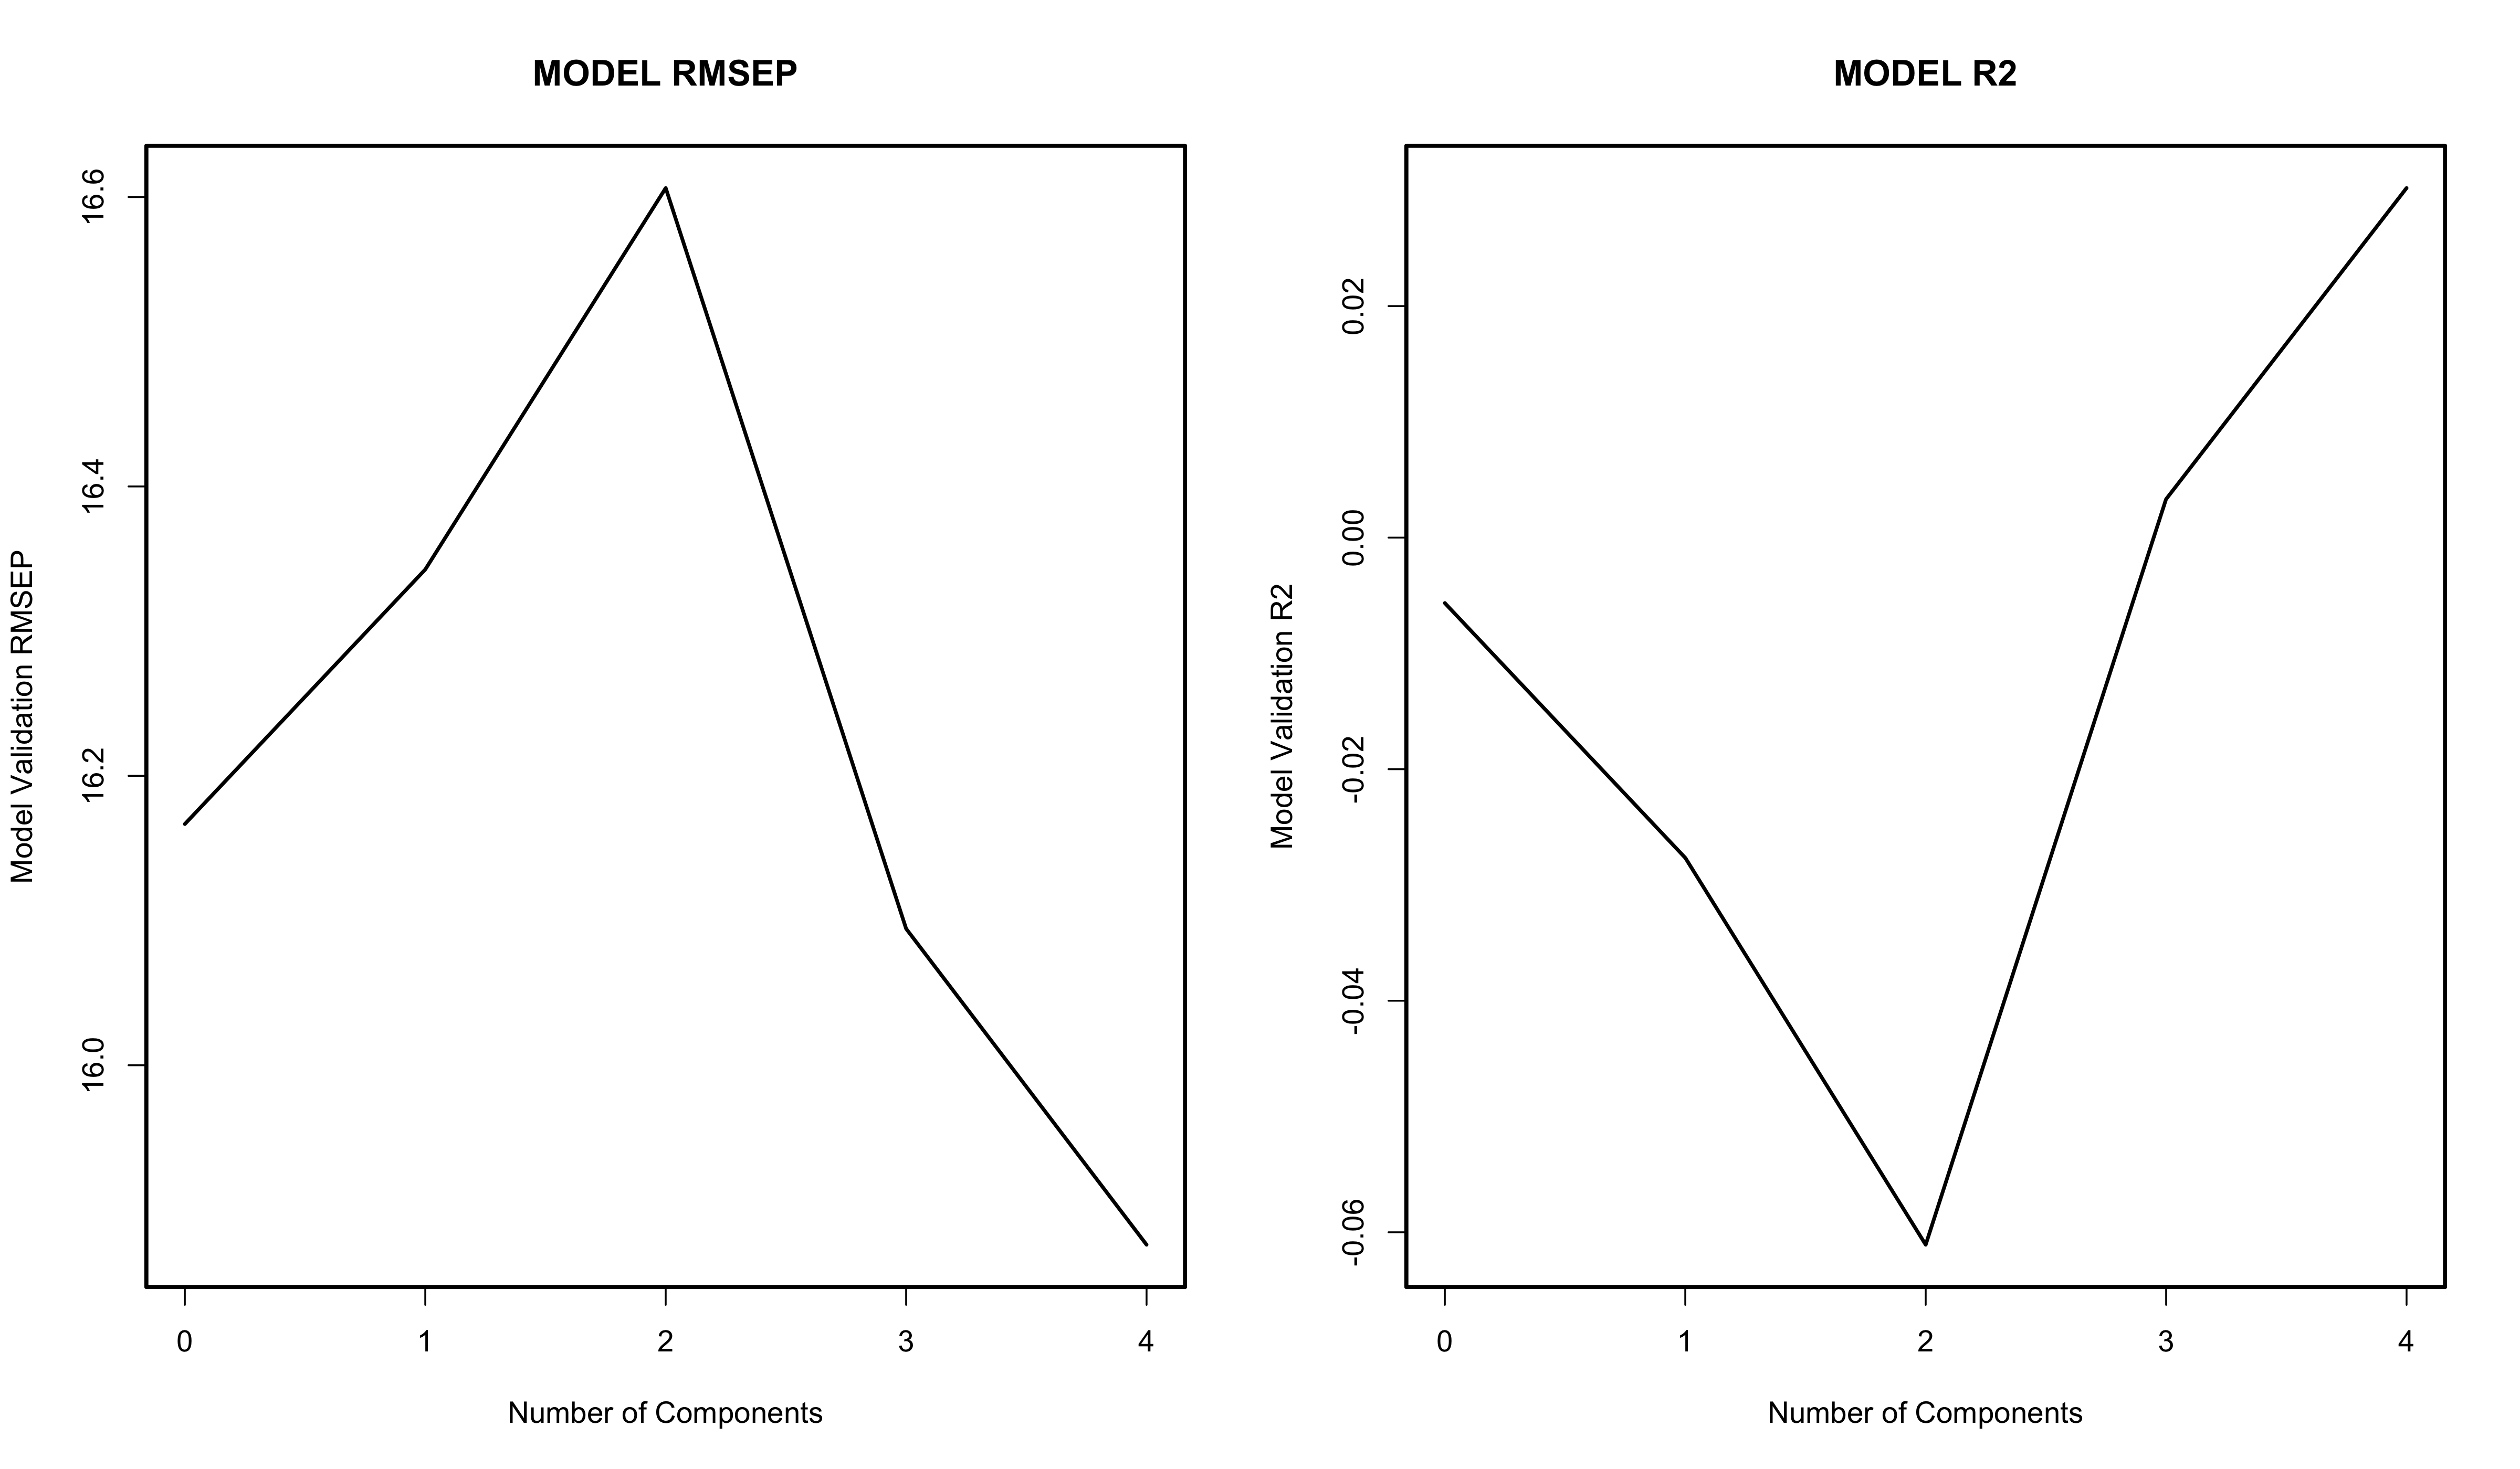 MODEL RMSEP
Model Validation RMSEP
16.6
16.4
16.2
16.0
0 1 2 3 4
Number of Components
MODEL R2
Model Validation R2
0.02
0.00
-0.02
-0.04
-0.06
0 1 2 3 4
Number of Components